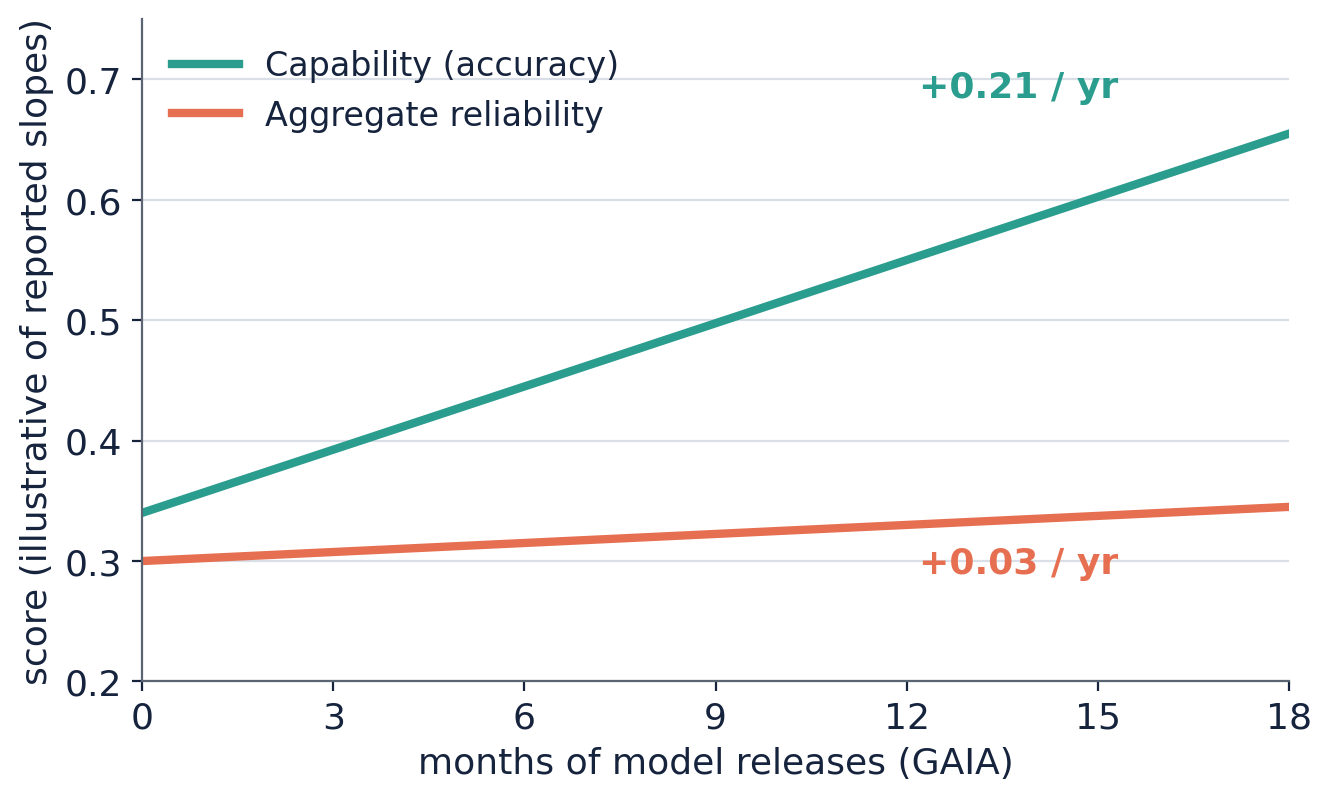 score (illustrative of reported slopes)
Capability (accuracy)
Aggregate reliability
+0.21 / yr
+0.03 / yr
0.7
0.6
0.5
0.4
0.3
0.2
0 3 6 9 12 15 18
months of model releases (GAIA)